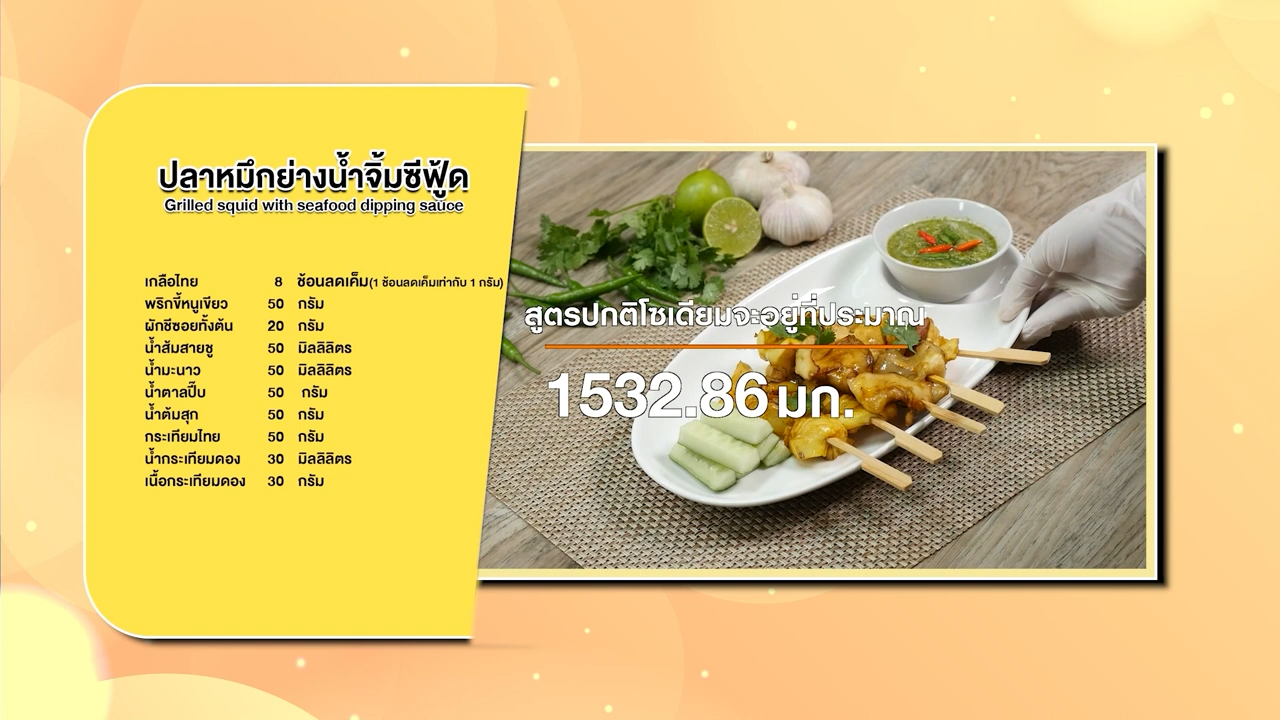 ปลาหมึกย่างน้ำจิ้มซีฟู้ด
Grilled squid with seafood dipping sauce
เกลือไทย 8 ช้อนลดเค็ม(1 ช้อนลดเค็มเท่ากับ 1 กรัม)
พริกขี้หนูเขียว 50 กรัม
ผักชีซอยทั้งต้น 20 กรัม
น้ำส้มสายชู 50 มิลลิลิตร
น้ำมะนาว 50 มิลลิลิตร
น้ำตาลปี๊บ 50 กรัม
น้ำต้มสุก 50 กรัม
กระเทียมไทย 50 กรัม
น้ำกระเทียมดอง 30 มิลลิลิตร
เนื้อกระเทียมดอง 30 กรัม
สูตรปกติโซเดียมจะอยู่ที่ประมาณ
1532.86 มก.